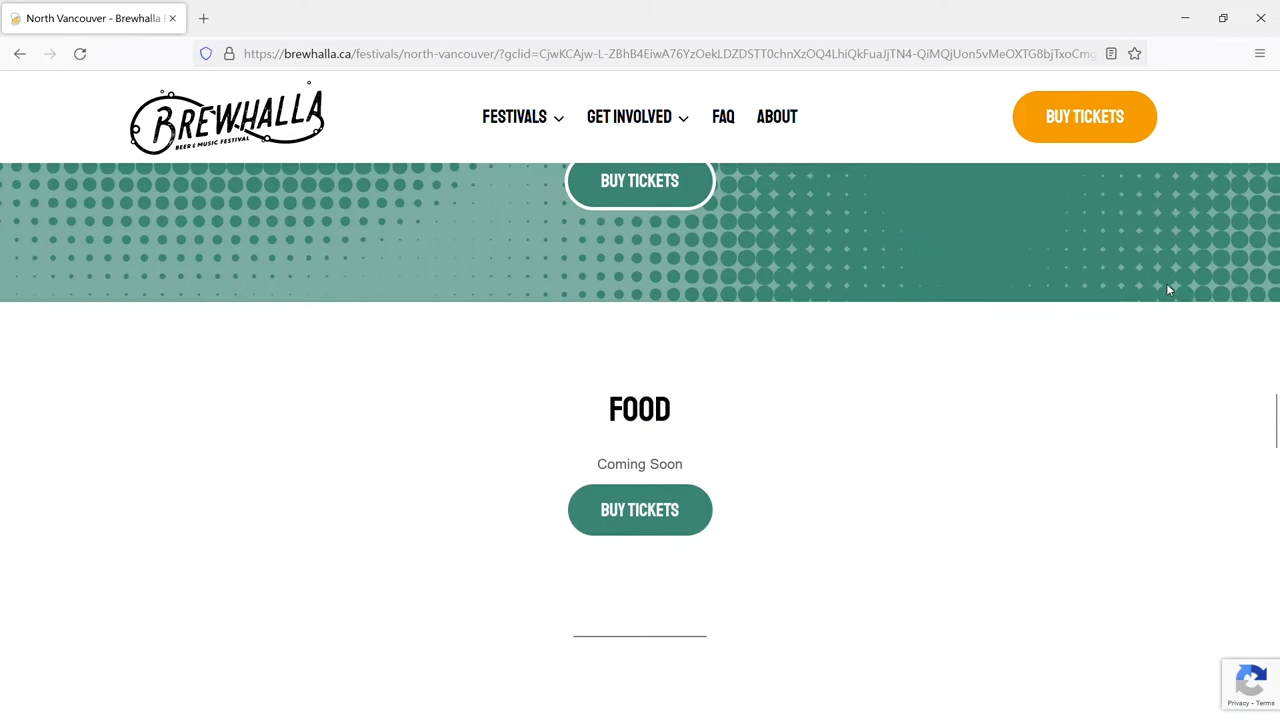 North Vancouver - Brewhalla
https://brewhalla.ca/festivals/north-vancouver/?gclid=CjwKCAjw-L-ZBhB4EiwA76YzOekLDZDSTT0chnXzOQ4LhiQkFuaJjTN4-QiMQjUon5vMeOXTG8bjTxoCmg
BREWHALLA
BEER & MUSIC FESTIVAL
FESTIVALS GET INVOLVED FAQ ABOUT
BUY TICKETS
BUY TICKETS
FOOD
Coming Soon
BUY TICKETS
Privacy - Terms